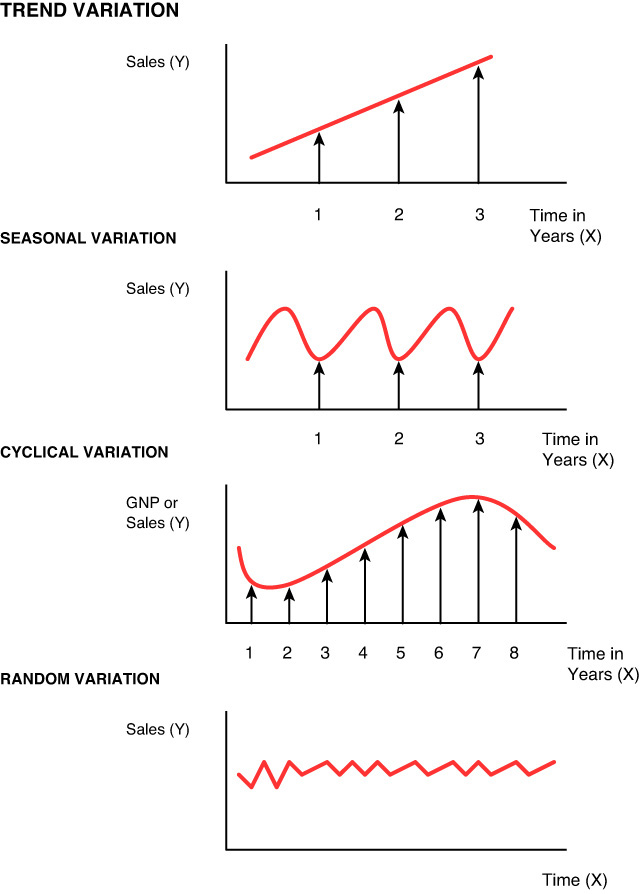 TREND VARIATION
Sales (Y)
1 2 3 Time in
Years (X)
SEASONAL VARIATION
Sales (Y)
1 2 3 Time in
Years (X)
CYCLICAL VARIATION
GNP or
Sales (Y)
1 2 3 4 5 6 7 8 Time in
Years (X)
RANDOM VARIATION
Sales (Y)
Time (X)